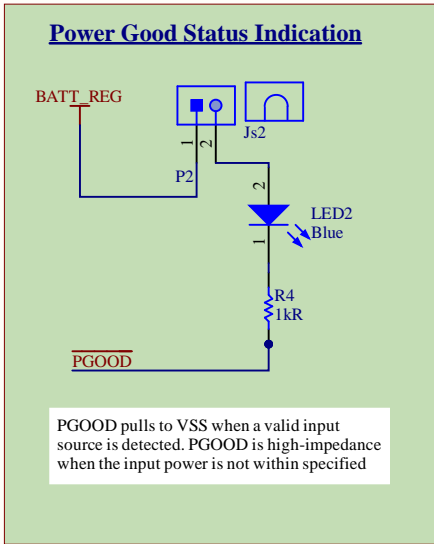 Power Good Status Indication
BATT_REG
Js2
1
2
P2
2
LED2
Blue
1
R4
1kR
PGOOD
PGOOD pulls to VSS when a valid input
source is detected. PGOOD is high-impedance
when the input power is not within specified